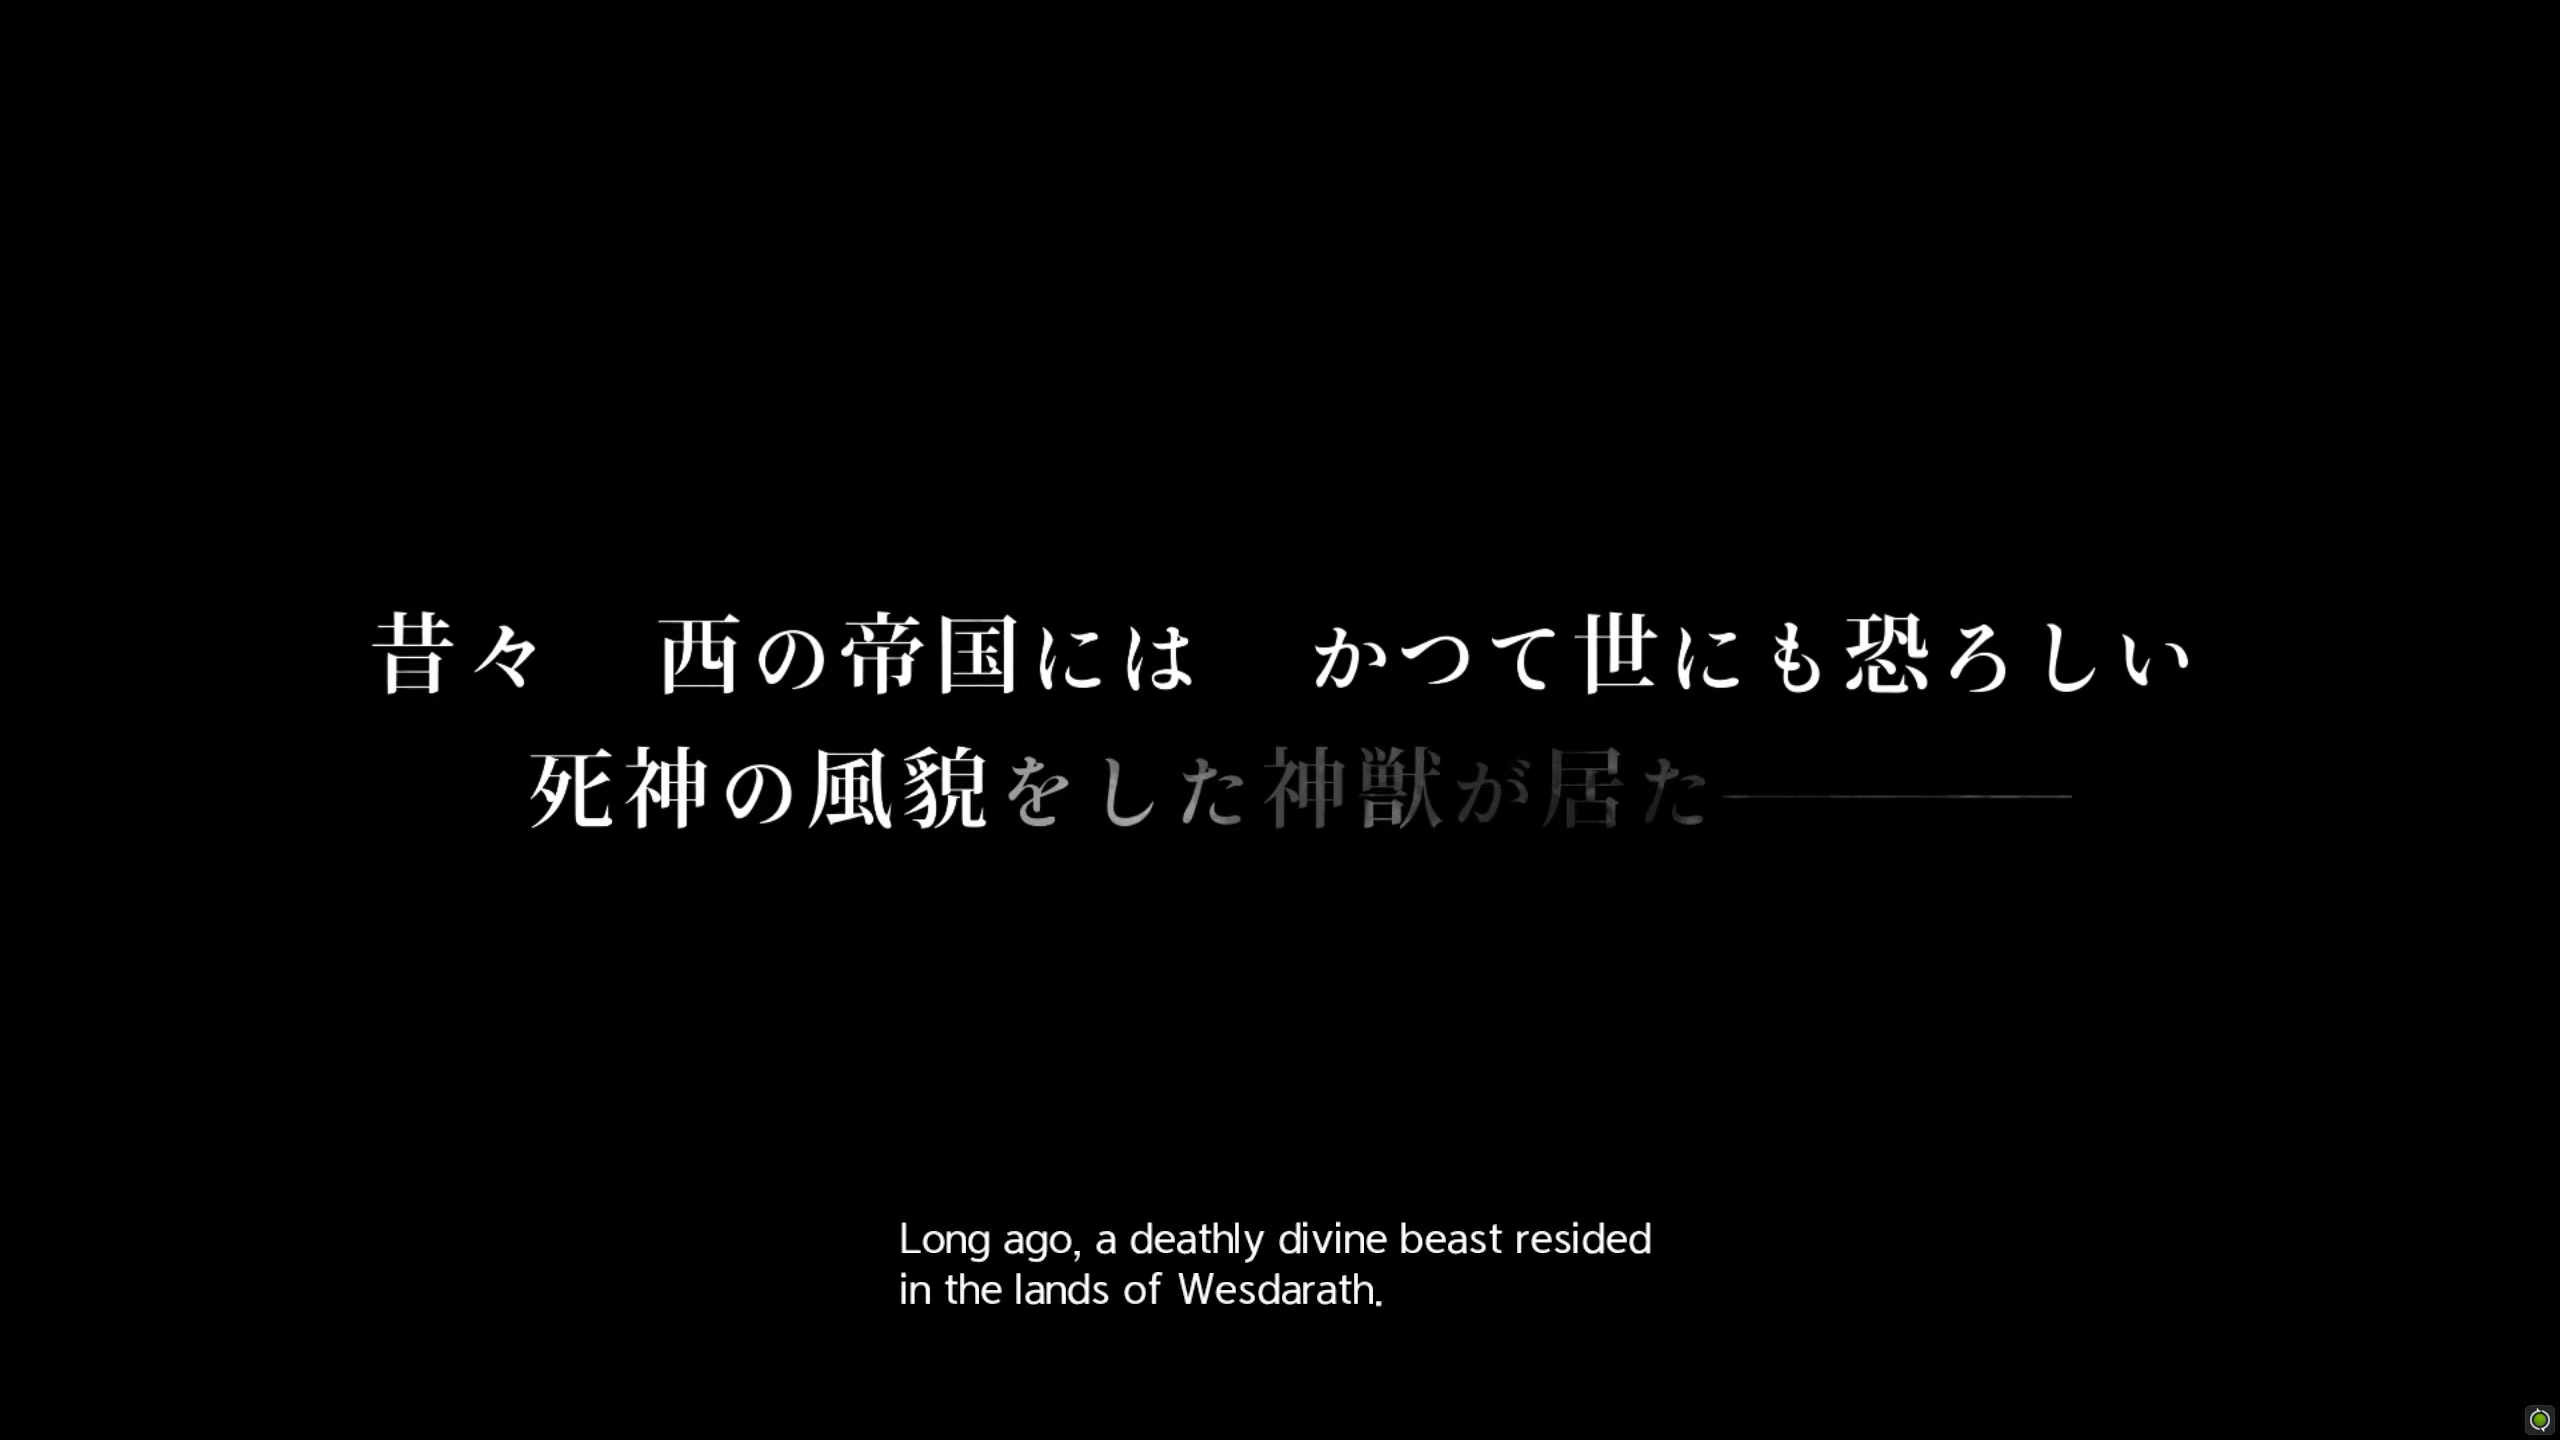 昔々　西の帝国には　かつて世にも恐ろしい
死神の風貌をした神獣が居た────
Long ago, a deathly divine beast resided
in the lands of Wesdarath.